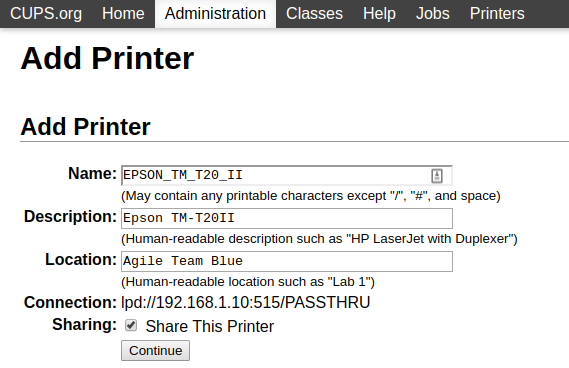 CUPS.org Home Administration Classes Help Jobs Printers
Add Printer
Add Printer
Name: EPSON_TM_T20_II
(May contain any printable characters except "/", "#", and space)
Description: Epson TM-T20II
(Human-readable description such as "HP LaserJet with Duplexer")
Location: Agile Team Blue
(Human-readable location such as "Lab 1")
Connection: lpd://192.168.1.10:515/PASSTHRU
Sharing: Share This Printer
Continue